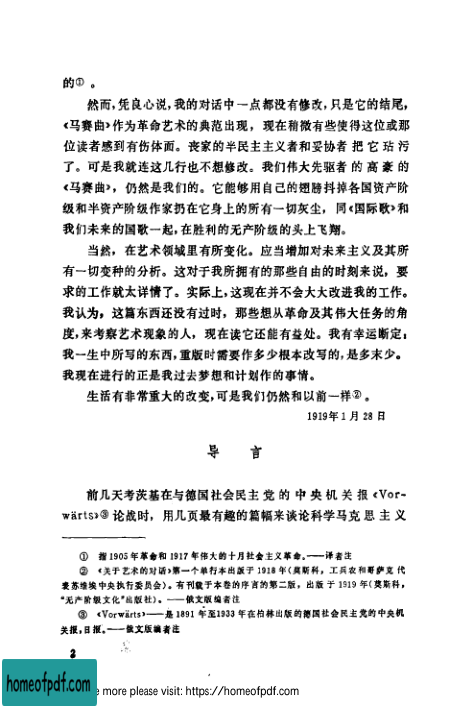 的① 。
然而，凭良心说，我的对话中一点都没有修改，只是它的结尾，
《马赛曲》作为革命艺术的典范出现，现在稍微有些使得这位或那
位读者感到有伤体面。丧家的半民主主义者和妥协者把它玷污
了。可是我就连这几行也不想修改。我们伟大先驱者的高豪的
《马赛曲》，仍然是我们的。它能够用自己的翅膀抖掉各国资产阶
级和半资产阶级作家扔在它身上的所有一切灰尘，同《国际歌》和
我们未来的国歌一起，在胜利的无产阶级的头上飞翔。
当然，在艺术领域里有所变化。应当增加对未来主义及其所
有一切变种的分析。这对于我所拥有的那些自由的时刻来说，要
求的工作就太详情了。实际上，这现在并不会大大改进我的工作。
我认为，这篇东西还没有过时，那些想从革命及其伟大任务的角
度，来考察艺术现象的人，现在读它还能有益处。我有幸运断定：
我一生中所写的东西，重版时需要作多少根本改写的，是多末少。
我现在进行的正是我过去梦想和计划作的事情。
生活有非常重大的改变，可是我们仍然和以前一样②。
1919年1月28日
导 言
前几天考茨基在与德国社会民主党的中央机关报《Vor-
wärts》③论战时，用几页最有趣的篇幅来谈论科学马克思主义
① 指1905年革命和1917年伟大的十月社会主义革命。——译者注
② 《关于艺术的对话》第一个单行本出版于1918年（莫斯科，工兵农和哥萨克代
表苏维埃中央执行委员会）。有刊载于本卷的序言的第二版，出版于1919年（莫斯科，
“无产阶级文化”出版社）。——俄文版编者注
③ 《Vorwärts》——是1891年至1933年在柏林出版的德国社会民主党的中央机
关报，日报。——俄文版编者注
2
homeofpdf.com
e more please visit: https://homeofpdf.com